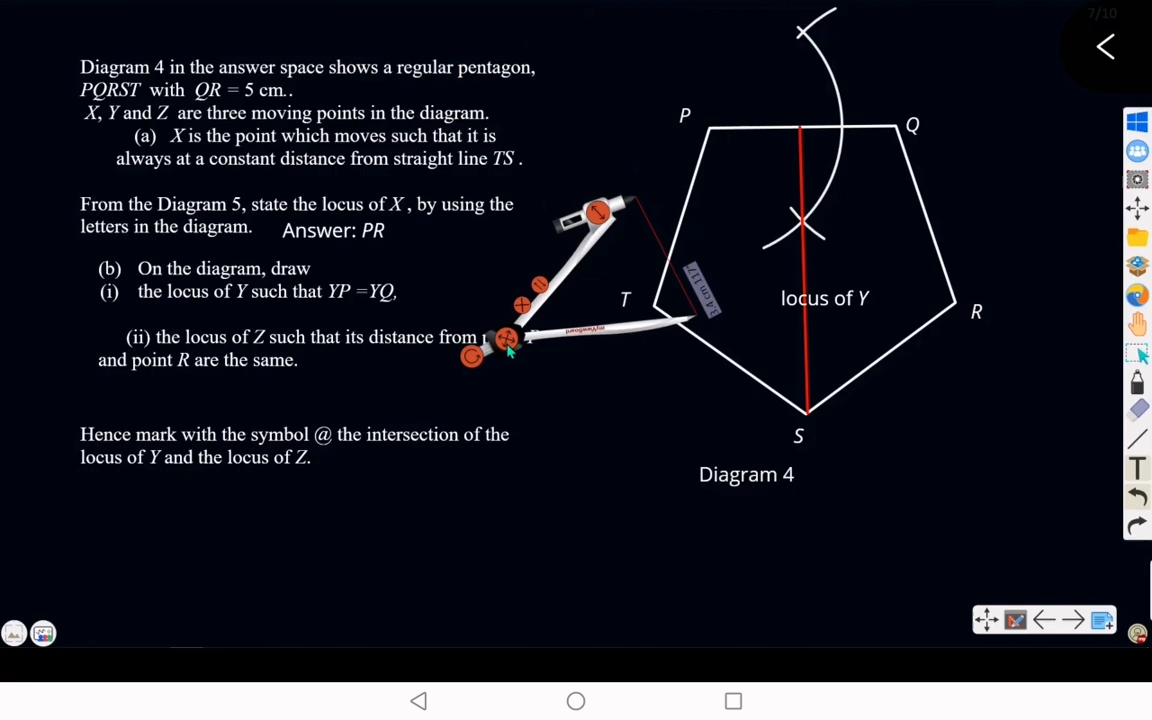 7/10
Diagram 4 in the answer space shows a regular pentagon,
PQRST with QR = 5 cm..
X, Y and Z are three moving points in the diagram.
(a) X is the point which moves such that it is
always at a constant distance from straight line TS .
From the Diagram 5, state the locus of X , by using the
letters in the diagram.
Answer: PR
(b) On the diagram, draw
(i) the locus of Y such that YP =YQ,
(ii) the locus of Z such that its distance from
and point R are the same.
Hence mark with the symbol @ the intersection of the
locus of Y and the locus of Z.
P
Q
T
locus of Y
R
S
Diagram 4
myViewBoard
T